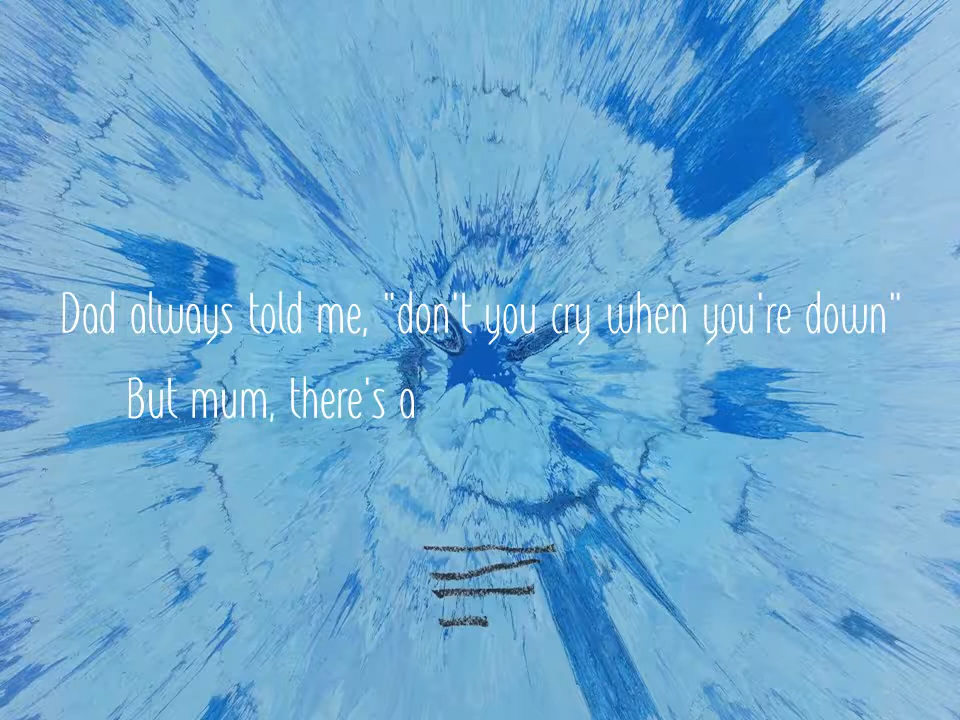 Dad always told me, "don't you cry when you're down"
But mum, there's a